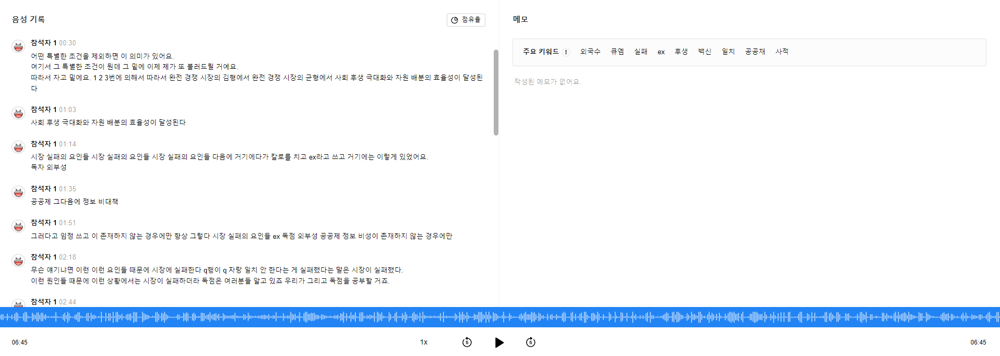 음성 기록
점유율
참석자 1 00:30
어떤 특별한 조건을 제외하면 이 의미가 있어요.
여기서 그 특별한 조건이 뭔데 그 밑에 이제 제가 또 불러드릴 거예요.
따라서 자고 밑에요. 1 2 3번에 의해서 따라서 완전 경쟁 시장의 김형에서 완전 경쟁 시장의 균형에서 사회 후생 극대화와 자원 배분의 효율성이 달성된
다
참석자 1 01:03
사회 후생 극대화와 자원 배분의 효율성이 달성된다
참석자 1 01:14
시장 실패의 요인들 시장 실패의 요인들 시장 실패의 요인들 다음에 거기에다가 칼로를 치고 ex라고 쓰고 거기에는 이렇게 있었어요.
독자 외부성
참석자 1 01:35
공공제 그다음에 정보 비대책
참석자 1 01:51
그러다고 임정 쓰고 이 존재하지 않는 경우에만 항상 그렇다 시장 실패의 요인들 ex 독점 외부성 공공제 정보 비성이 존재하지 않는 경우에만
참석자 1 02:18
무슨 얘기냐면 이런 이런 요인들 때문에 시장에 실패한다 q행이 q 차랑 일치 안 한다는 게 실패했다는 말은 시장이 실패했다.
이런 원인들 때문에 이런 상황에서는 시장이 실패하더라 독점은 여러분들 알고 있죠 우리가 그리고 독점을 공부할 거죠.
참석자 1 02:44
메모
주요 키워드 외국수 큐엠 실패 ex 후생 백신 일치 공공재 사적
작성된 메모가 없어요.
06:45
1x
5
5
06:45